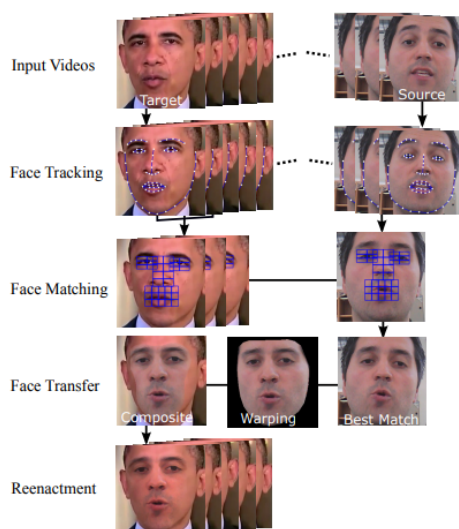 Input Videos
Target
Source
Face Tracking
Face Matching
Face Transfer
Composite
Warping
Best Match
Reenactment